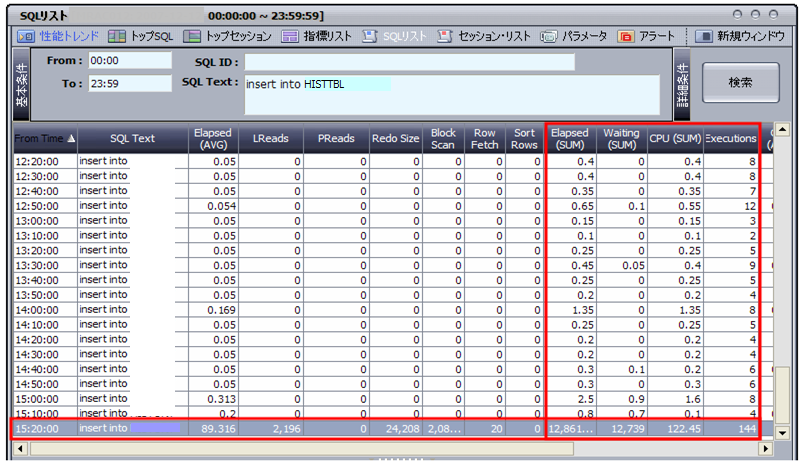 SQLリスト 00:00:00 ~ 23:59:59]
性能トレンド トップSQL トップセッション 指標リスト SQLリスト セッション・リスト パラメータ アラート 新規ウィンドウ
基本条件
From : 00:00
To : 23:59
SQL ID :
SQL Text : insert into HISTTBL
詳細条件
検索
From Time SQL Text Elapsed (AVG) LReads PReads Redo Size Block Scan Row Fetch Sort Rows Elapsed (SUM) Waiting (SUM) CPU (SUM) Executions
12:20:00 insert into 0.05 0 0 0 0 0 0 0.4 0 0.4 8
12:30:00 insert into 0.05 0 0 0 0 0 0 0.4 0 0.4 8
12:40:00 insert into 0.05 0 0 0 0 0 0 0.35 0 0.35 7
12:50:00 insert into 0.054 0 0 0 0 0 0 0.65 0.1 0.55 12
13:00:00 insert into 0.05 0 0 0 0 0 0 0.15 0 0.15 3
13:10:00 insert into 0.05 0 0 0 0 0 0 0.1 0 0.1 2
13:20:00 insert into 0.05 0 0 0 0 0 0 0.25 0 0.25 5
13:30:00 insert into 0.05 0 0 0 0 0 0 0.45 0.05 0.4 9
13:40:00 insert into 0.05 0 0 0 0 0 0 0.25 0 0.25 5
13:50:00 insert into 0.05 0 0 0 0 0 0 0.2 0 0.2 4
14:00:00 insert into 0.169 0 0 0 0 0 0 1.35 0 1.35 8
14:10:00 insert into 0.05 0 0 0 0 0 0 0.25 0 0.25 5
14:20:00 insert into 0.05 0 0 0 0 0 0 0.2 0 0.2 4
14:30:00 insert into 0.05 0 0 0 0 0 0 0.2 0 0.2 4
14:40:00 insert into 0.05 0 0 0 0 0 0 0.3 0.1 0.2 6
14:50:00 insert into 0.05 0 0 0 0 0 0 0.3 0 0.3 6
15:00:00 insert into 0.313 0 0 0 0 0 0 2.5 0.9 1.6 8
15:10:00 insert into 0.2 0 0 0 0 0 0 0.8 0.7 0.1 4
15:20:00 insert into 89.316 2,196 0 24,208 2,08... 20 0 12,861... 12,739 122.45 144